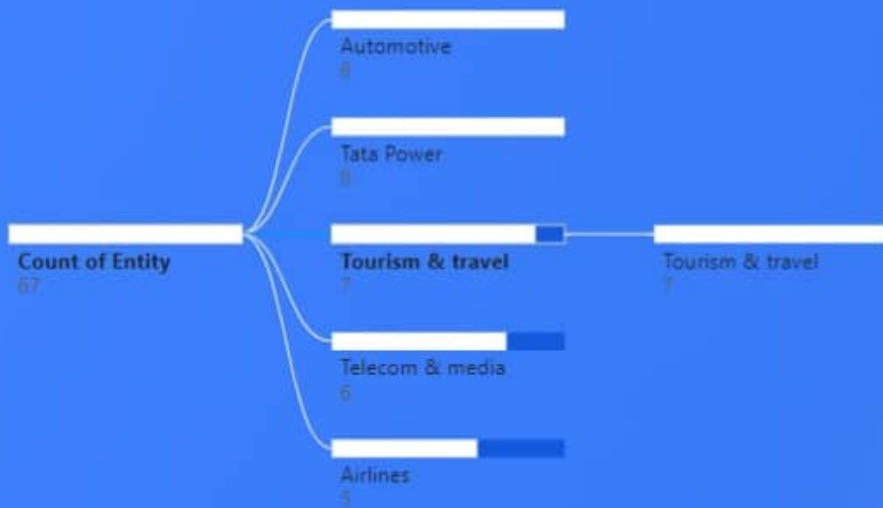 Automotive
8
Tata Power
8
Count of Entity
67
Tourism & travel
7
Tourism & travel
7
Telecom & media
6
Airlines
5